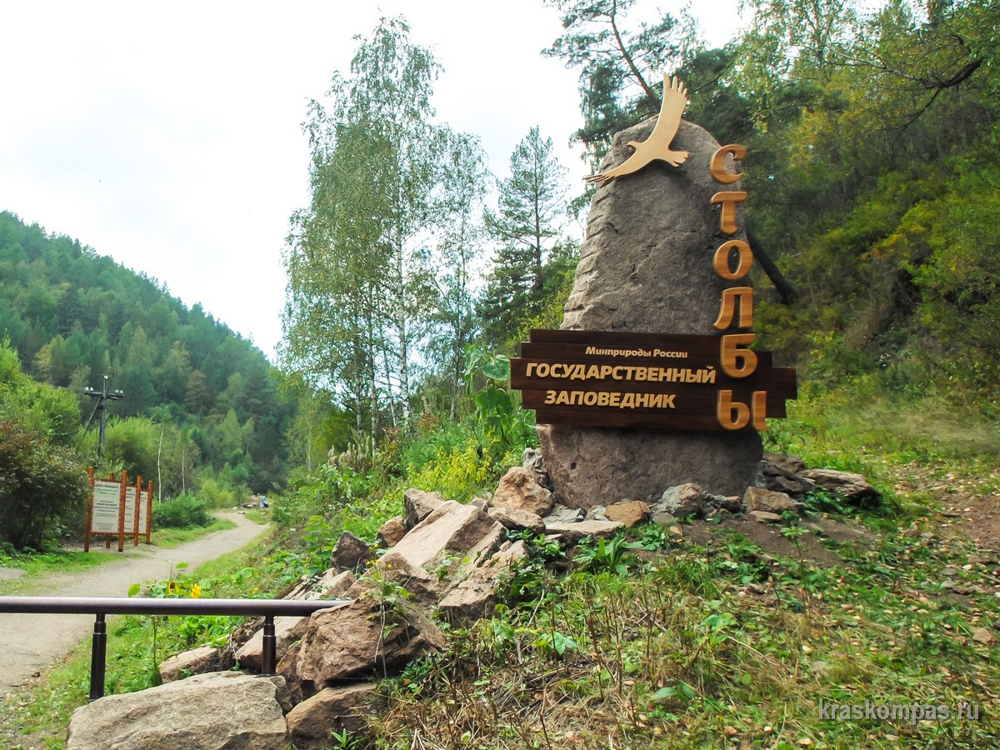 СТОЛБЫ
Минприроды России
ГОСУДАРСТВЕННЫЙ
ЗАПОВЕДНИК
kraskompas.ru